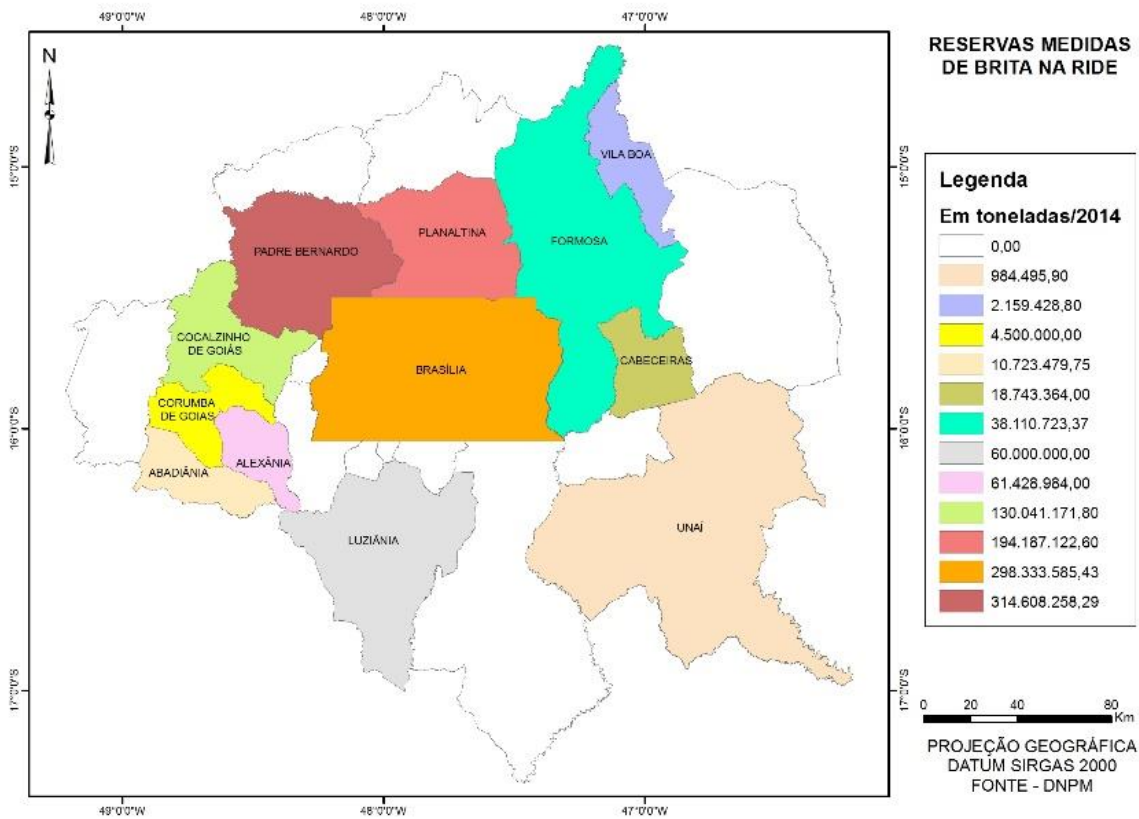 49°0'0"W 48°0'0"W 47°0'0"W
N
RESERVAS MEDIDAS
DE BRITA NA RIDE
15°0'0"S
16°0'0"S
17°0'0"S
VILA BOA
PLANALTINA
FORMOSA
PADRE BERNARDO
COCALZINHO
DE GOIÁS
BRASÍLIA
CABECEIRAS
CORUMBA
DE GOIAS
ABADIÂNIA
ALEXÂNIA
LUZIÂNIA
UNAÍ
15°0'0"S
16°0'0"S
17°0'0"S
49°0'0"W 48°0'0"W 47°0'0"W
Legenda
Em toneladas/2014
0,00
984.495,90
2.159.428,80
4.500.000,00
10.723.479,75
18.743.364,00
38.110.723,37
60.000.000,00
61.428.984,00
130.041.171,80
194.187.122,60
298.333.585,43
314.608.258,29
0 20 40 80
Km
PROJEÇÃO GEOGRÁFICA
DATUM SIRGAS 2000
FONTE - DNPM